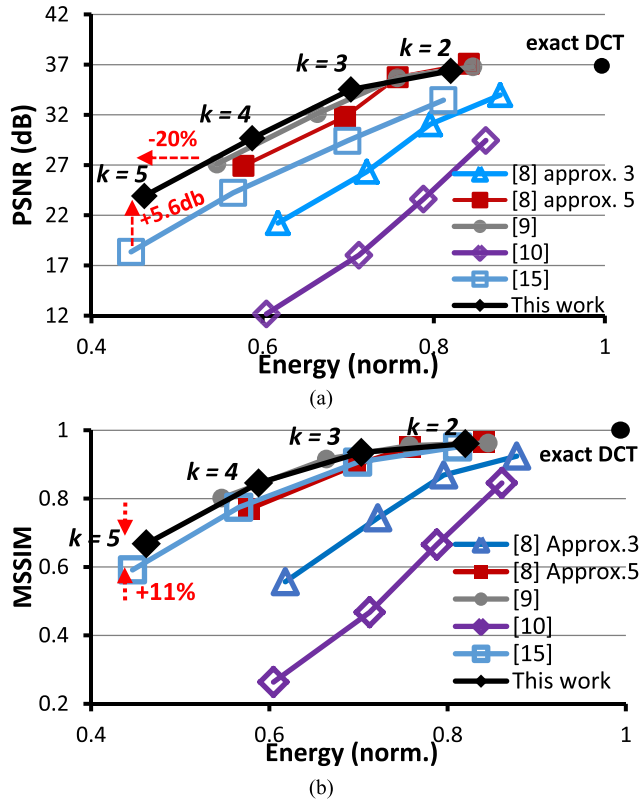 42
37
32
27
22
17
12
PSNR (dB)
k = 2
k = 3
k = 4
k = 5
exact DCT
-20%
+5.6db
[8] approx. 3
[8] approx. 5
[9]
[10]
[15]
This work
0.4
0.6
0.8
1
Energy (norm.)
(a)
1
0.8
0.6
0.4
0.2
MSSIM
k = 2
k = 3
k = 4
k = 5
exact DCT
+11%
[8] Approx.3
[8] Approx.5
[9]
[10]
[15]
This work
0.4
0.6
0.8
1
Energy (norm.)
(b)